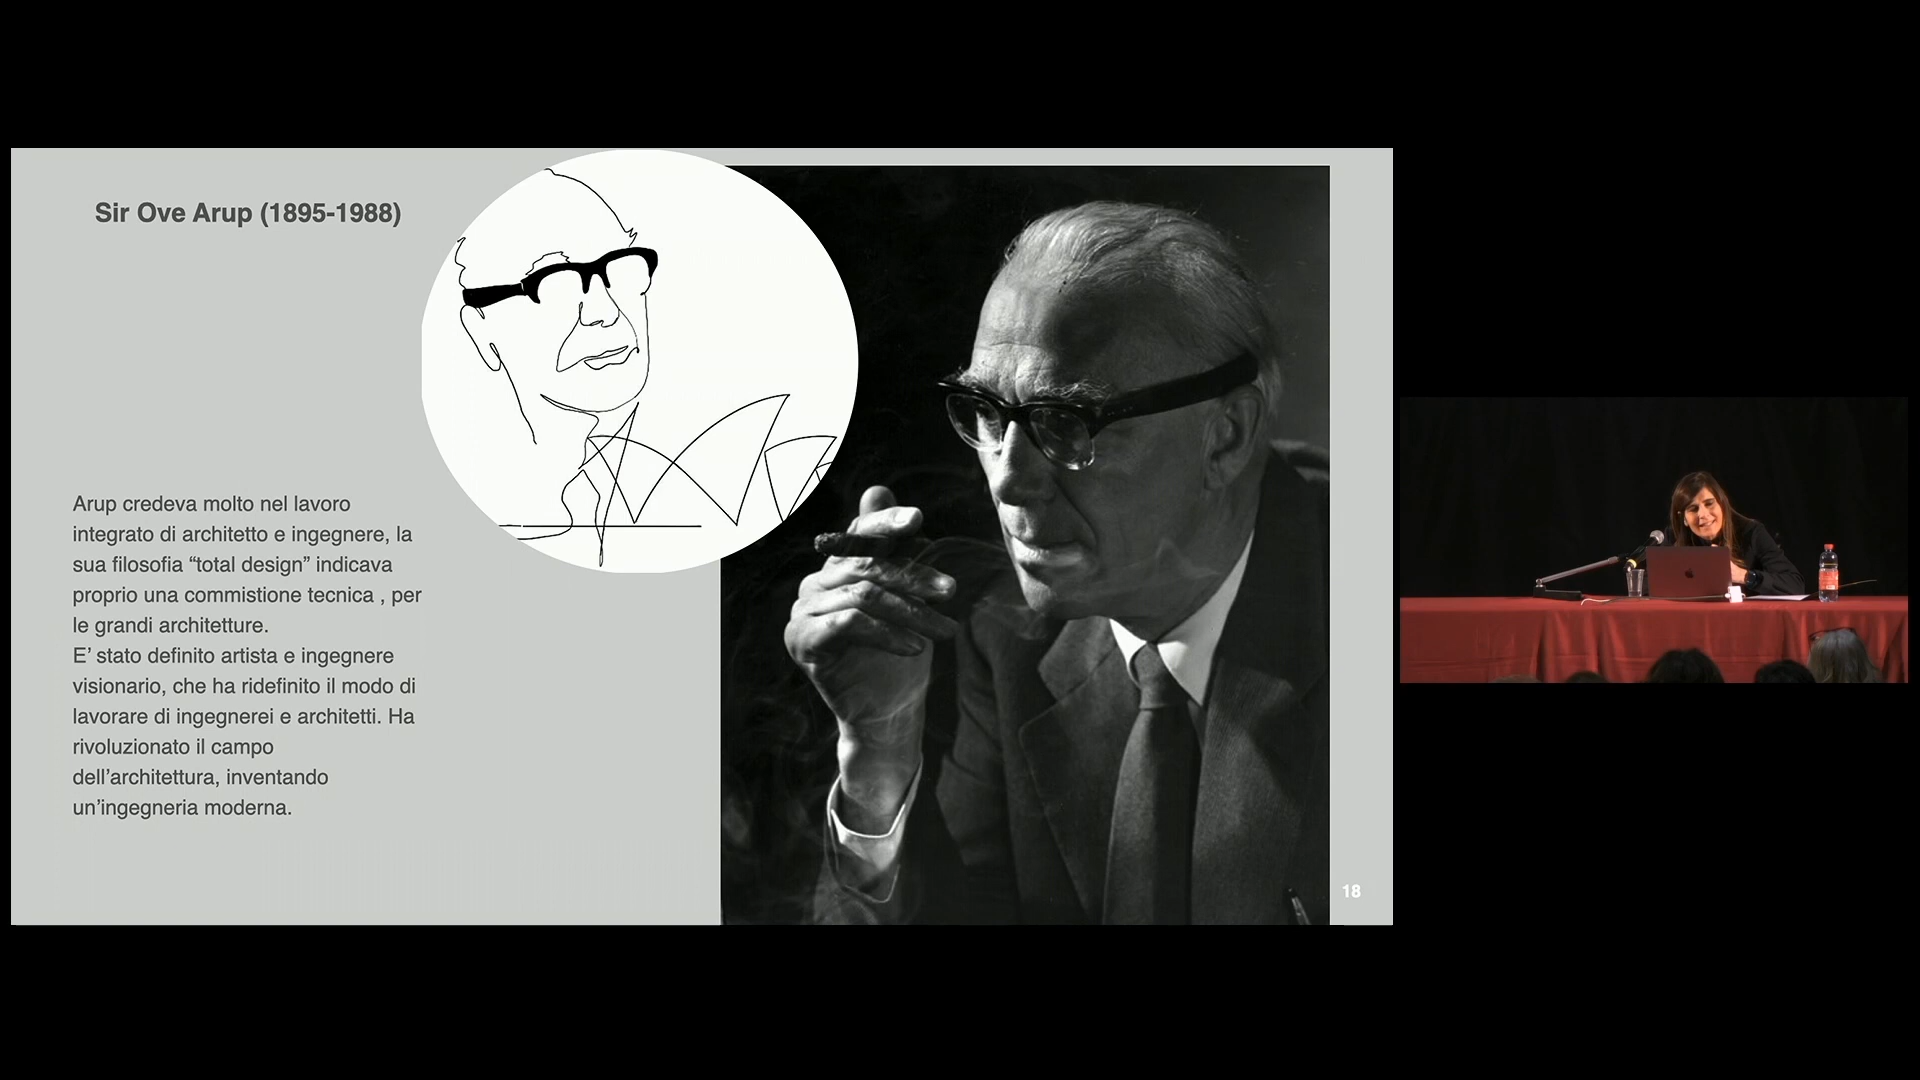 Sir Ove Arup (1895-1988)
Arup credeva molto nel lavoro
integrato di architetto e ingegnere, la
sua filosofia “total design” indicava
proprio una commistione tecnica , per
le grandi architetture.
E’ stato definito artista e ingegnere
visionario, che ha ridefinito il modo di
lavorare di ingegnerei e architetti. Ha
rivoluzionato il campo
dell’architettura, inventando
un’ingegneria moderna.
18